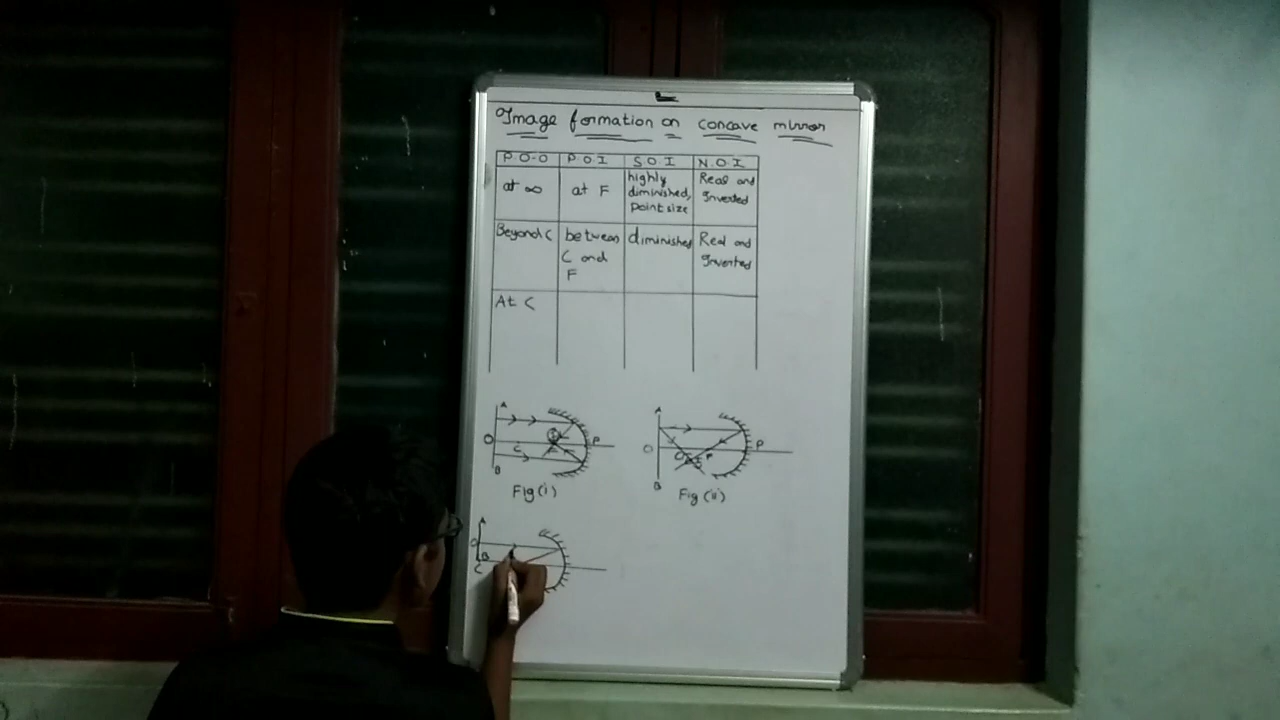 Image formation on concave mirror
P.O.O P.O.I S.O.I N.O.I
at ∞ at F highly diminished, point size Real and Inverted
Beyond C between C and F diminished Real and Inverted
At C
A
O C F P
B
Fig (i)
A
O C F P
B
Fig (ii)
A
O
B
C